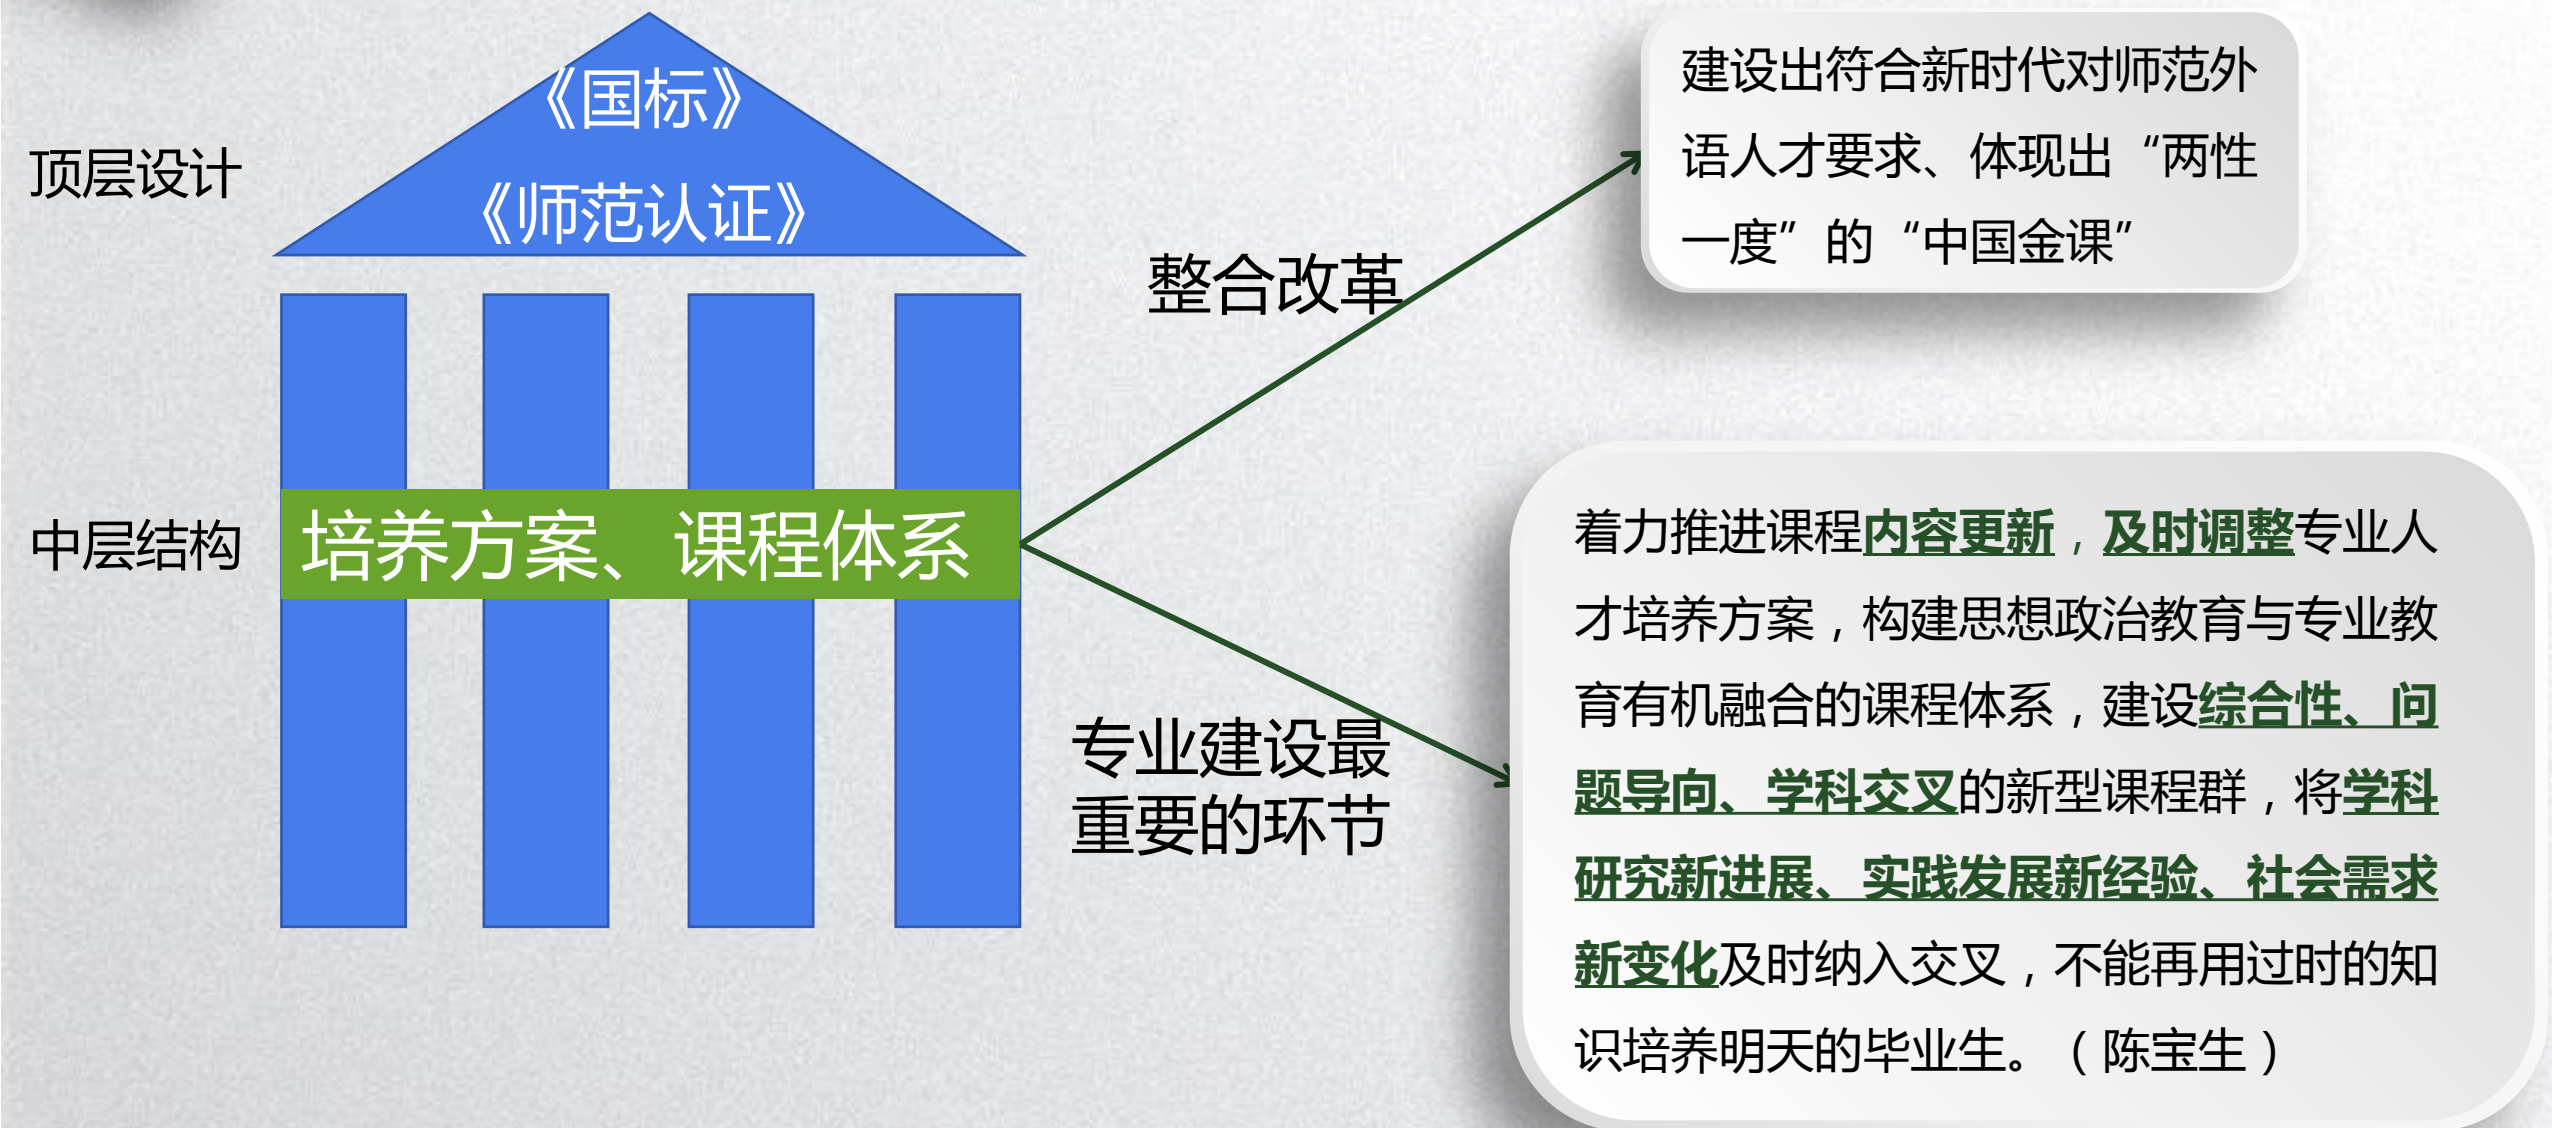 《国标》
《师范认证》
顶层设计
中层结构
培养方案、课程体系
整合改革
专业建设最
重要的环节
建设出符合新时代对师范外
语人才要求、体现出“两性
一度”的“中国金课”
着力推进课程内容更新，及时调整专业人
才培养方案，构建思想政治教育与专业教
育有机融合的课程体系，建设综合性、问
题导向、学科交叉的新型课程群，将学科
研究新进展、实践发展新经验、社会需求
新变化及时纳入交叉，不能再用过时的知
识培养明天的毕业生。（陈宝生）